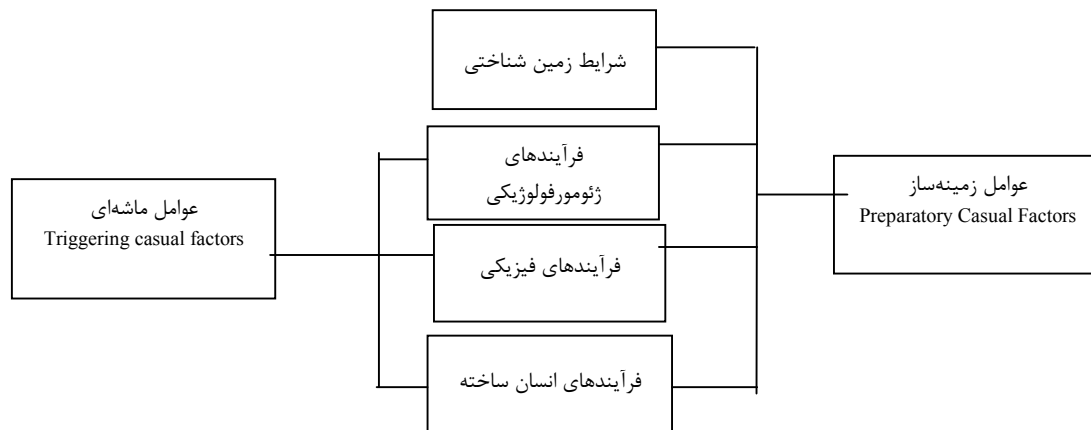 شرایط زمین شناختی
فرآیندهای
ژئومورفولوژیکی
فرآیندهای فیزیکی
فرآیندهای انسان ساخته
عوامل زمینه‌ساز
Preparatory Casual Factors
عوامل ماشه‌ای
Triggering casual factors